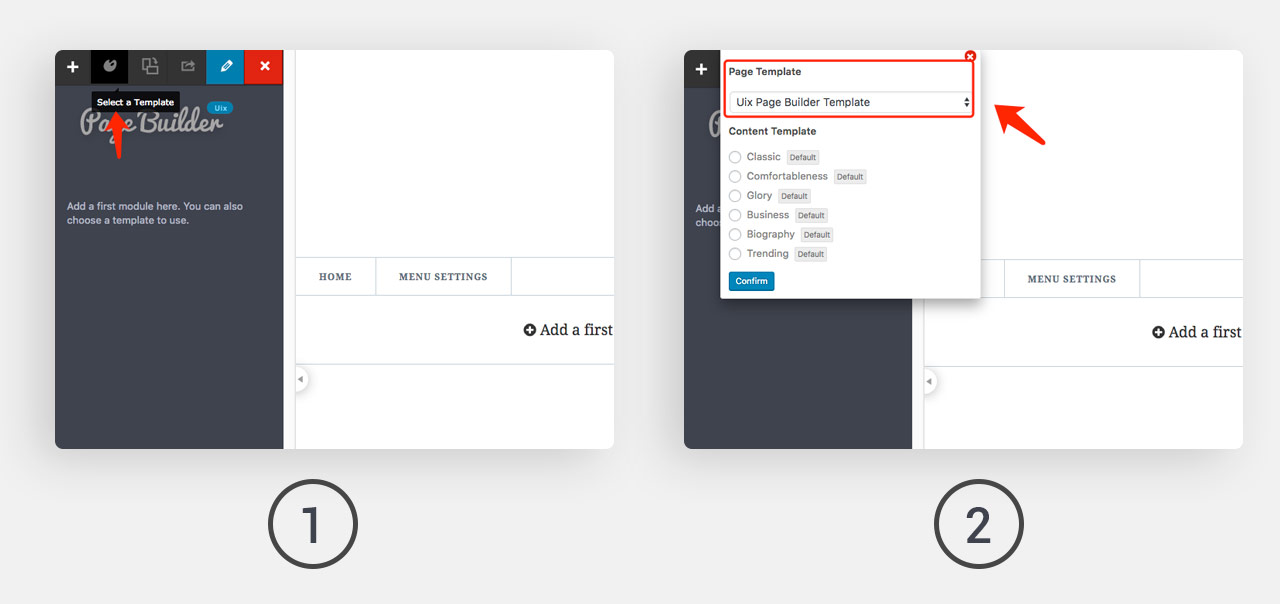 Select a Template
Page Builder
Uix
Add a first module here. You can also
choose a template to use.
HOME
MENU SETTINGS
Add a first
1
Page Template
Uix Page Builder Template
Content Template
Classic Default
Comfortableness Default
Glory Default
Business Default
Biography Default
Trending Default
Confirm
Add a
choo
MENU SETTINGS
Add a first
2